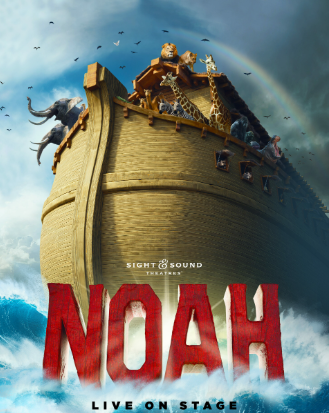 SIGHT & SOUND
THEATRES
NOAH
LIVE ON STAGE